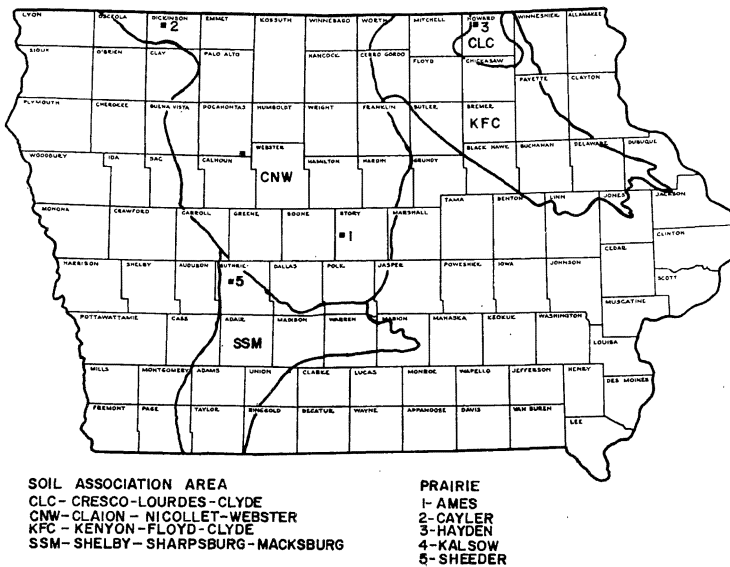 LYON OSCEOLA DICKINSON EMMET KOSSUTH WINNEBAGO WORTH MITCHELL HOWARD WINNESHIEK ALLAMAKEE
2 3
CLC
SIOUX O'BRIEN CLAY PALO ALTO HANCOCK CERRO GORDO FLOYD CHICKASAW
FAYETTE CLAYTON
PLYMOUTH CHEROKEE BUENA VISTA POCAHONTAS HUMBOLDT WRIGHT FRANKLIN BUTLER BREMER
KFC
WEBSTER BLACK HAWK BUCHANAN DELAWARE DUBUQUE
WOODBURY IDA SAC CALHOUN HAMILTON HARDIN GRUNDY
CNW
MONONA CRAWFORD CARROLL GREENE BOONE STORY MARSHALL TAMA BENTON LINN JONES JACKSON
1
CLINTON
CEDAR
HARRISON SHELBY AUDUBON GUTHRIE DALLAS POLK JASPER POWESHIEK IOWA JOHNSON SCOTT
5
MUSCATINE
POTTAWATTAMIE CASS ADAIR MADISON WARREN MARION MAHASKA KEOKUK WASHINGTON
SSM
LOUISA
MILLS MONTGOMERY ADAMS UNION CLARKE LUCAS MONROE WAPELLO JEFFERSON HENRY
DES MOINES
FREMONT PAGE TAYLOR RINGGOLD DECATUR WAYNE APPANOOSE DAVIS VAN BUREN
LEE
SOIL ASSOCIATION AREA
CLC-CRESCO-LOURDES-CLYDE
CNW-CLAION-NICOLLET-WEBSTER
KFC-KENYON-FLOYD-CLYDE
SSM-SHELBY-SHARPSBURG-MACKSBURG
PRAIRIE
1-AMES
2-CAYLER
3-HAYDEN
4-KALSOW
5-SHEEDER